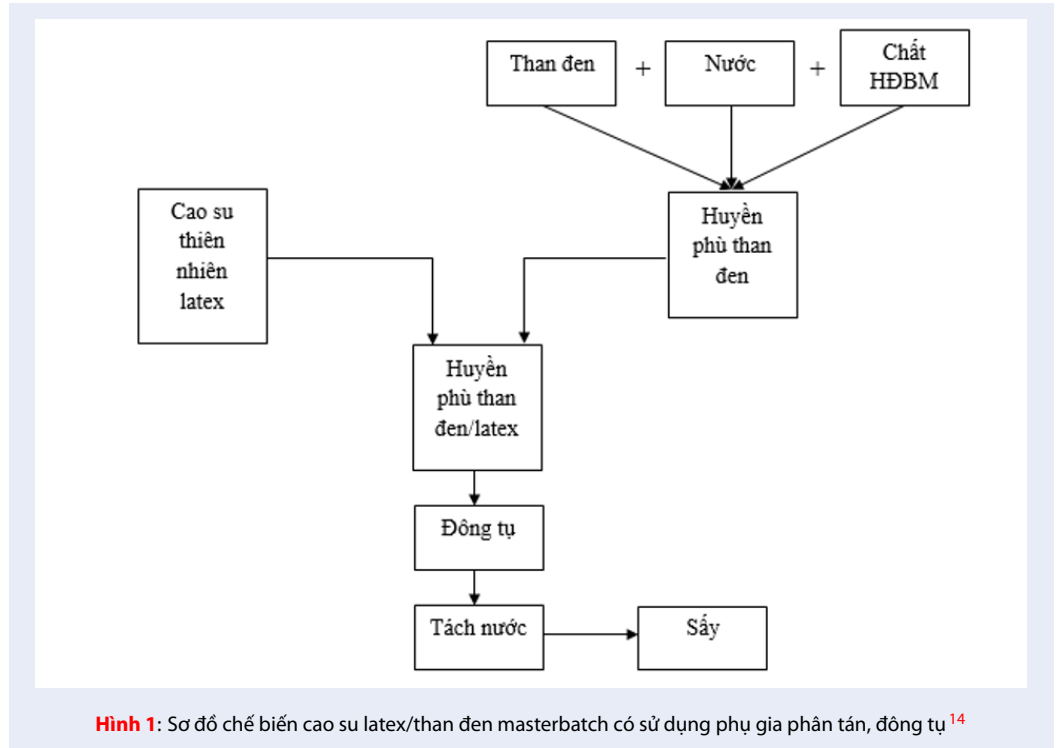 Than đen
+
Nước
+
Chất
HĐBM
Cao su
thiên
nhiên
latex
Huyền
phù than
đen
Huyền
phù than
đen/latex
Đông tụ
Tách nước
Sấy
Hình 1: Sơ đồ chế biến cao su latex/than đen masterbatch có sử dụng phụ gia phân tán, đông tụ 14